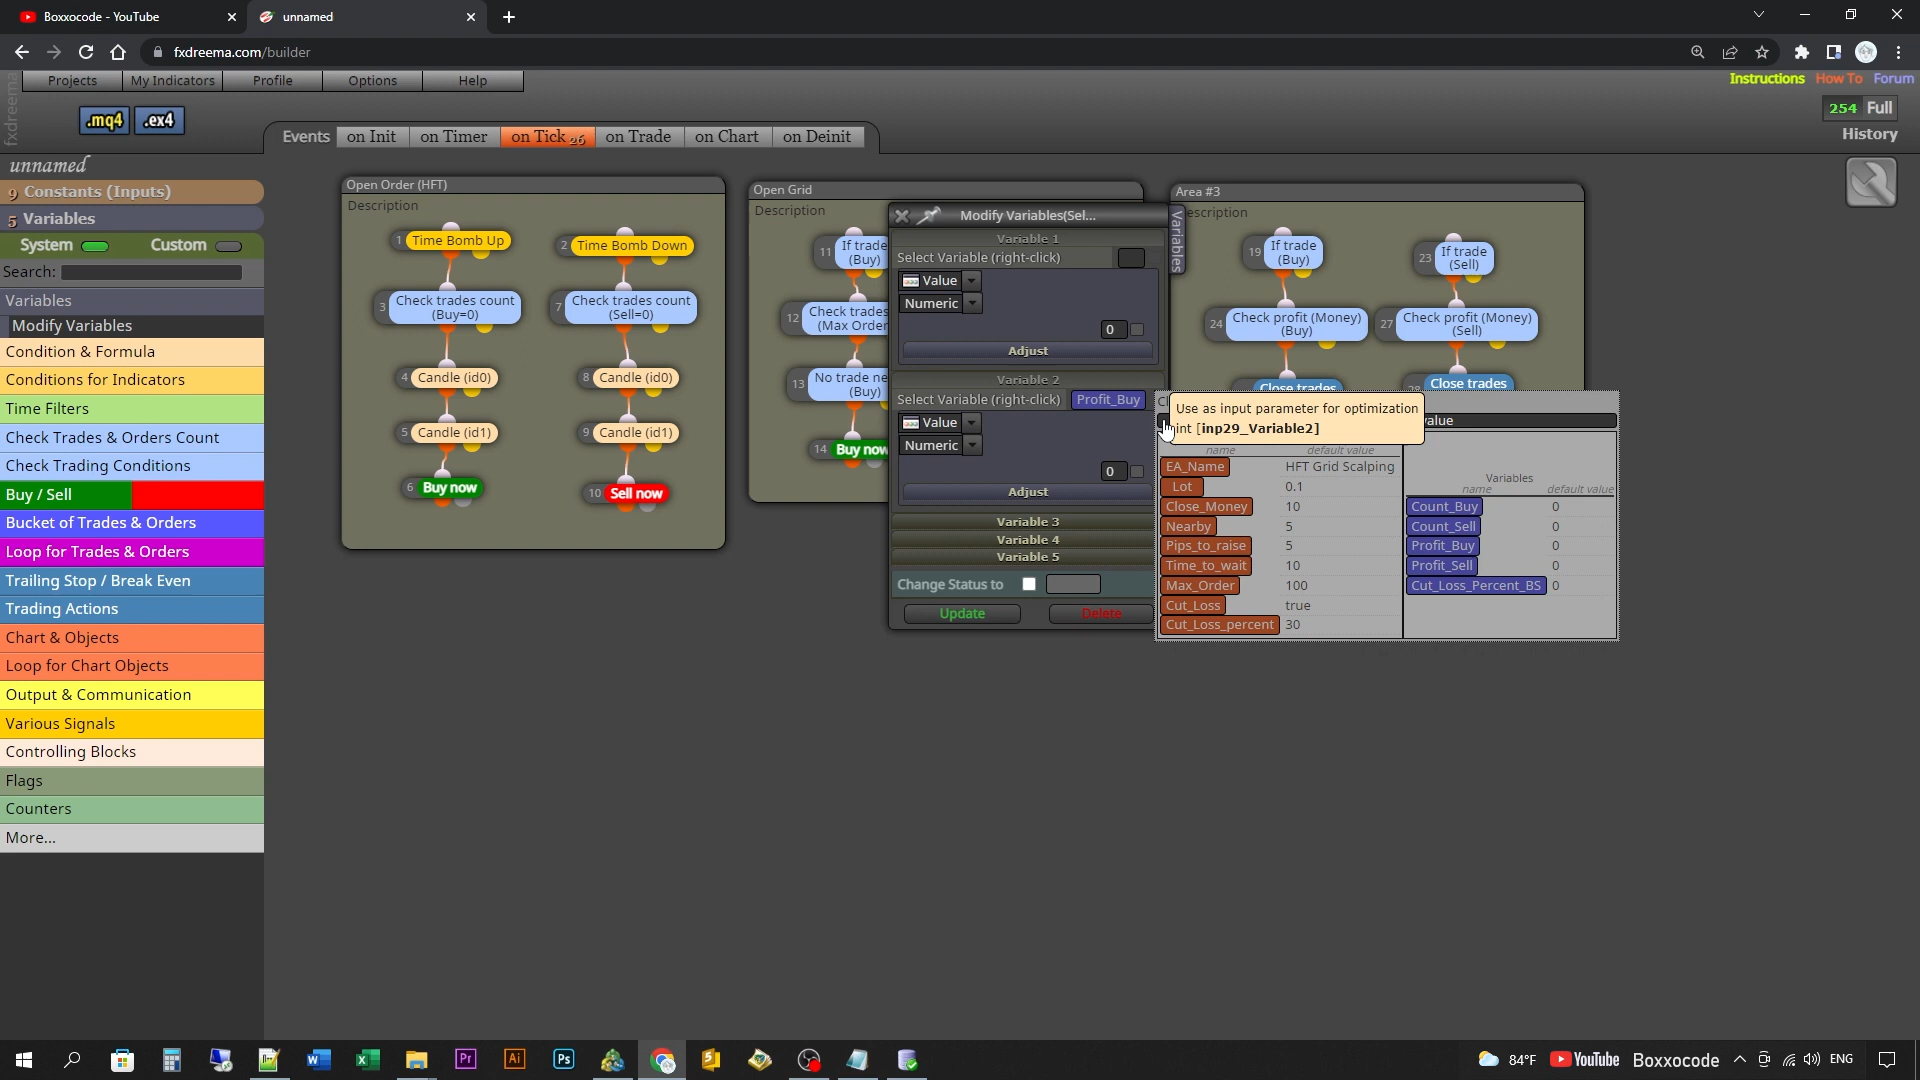 Boxxocode - YouTube
unnamed
fxdreema.com/builder
Projects
My Indicators
Profile
Options
Help
Instructions
How To
Forum
fxdreema
.mq4
.ex4
254 Full
History
Events
on Init
on Timer
on Tick 26
on Trade
on Chart
on Deinit
unnamed
9 Constants (Inputs)
5 Variables
System
Custom
Search:
Variables
Modify Variables
Condition & Formula
Conditions for Indicators
Time Filters
Check Trades & Orders Count
Check Trading Conditions
Buy / Sell
Bucket of Trades & Orders
Loop for Trades & Orders
Trailing Stop / Break Even
Trading Actions
Chart & Objects
Loop for Chart Objects
Output & Communication
Various Signals
Controlling Blocks
Flags
Counters
More...
Open Order (HFT)
Description
1 Time Bomb Up
2 Time Bomb Down
3 Check trades count
(Buy=0)
7 Check trades count
(Sell=0)
4 Candle (id0)
8 Candle (id0)
5 Candle (id1)
9 Candle (id1)
6 Buy now
10 Sell now
Open Grid
Description
11 If trade
(Buy)
12 Check trades
(Max Order
13 No trade ne
(Buy)
14 Buy now
Modify Variables(Sel...
Variables
Variable 1
Select Variable (right-click)
Value
Numeric
0
Adjust
Variable 2
Select Variable (right-click) Profit_Buy
Value
Numeric
0
Adjust
Variable 3
Variable 4
Variable 5
Change Status to
Update
Delete
Area #3
escription
19 If trade
(Buy)
23 If trade
(Sell)
24 Check profit (Money)
(Buy)
27 Check profit (Money)
(Sell)
Close trades
28 Close trades
Use as input parameter for optimization
int [inp29_Variable2]
value
name default value
EA_Name HFT Grid Scalping
Lot 0.1
Close_Money 10
Nearby 5
Pips_to_raise 5
Time_to_wait 10
Max_Order 100
Cut_Loss true
Cut_Loss_percent 30
Variables
name default value
Count_Buy 0
Count_Sell 0
Profit_Buy 0
Profit_Sell 0
Cut_Loss_Percent_BS 0
84°F
YouTube Boxxocode
ENG